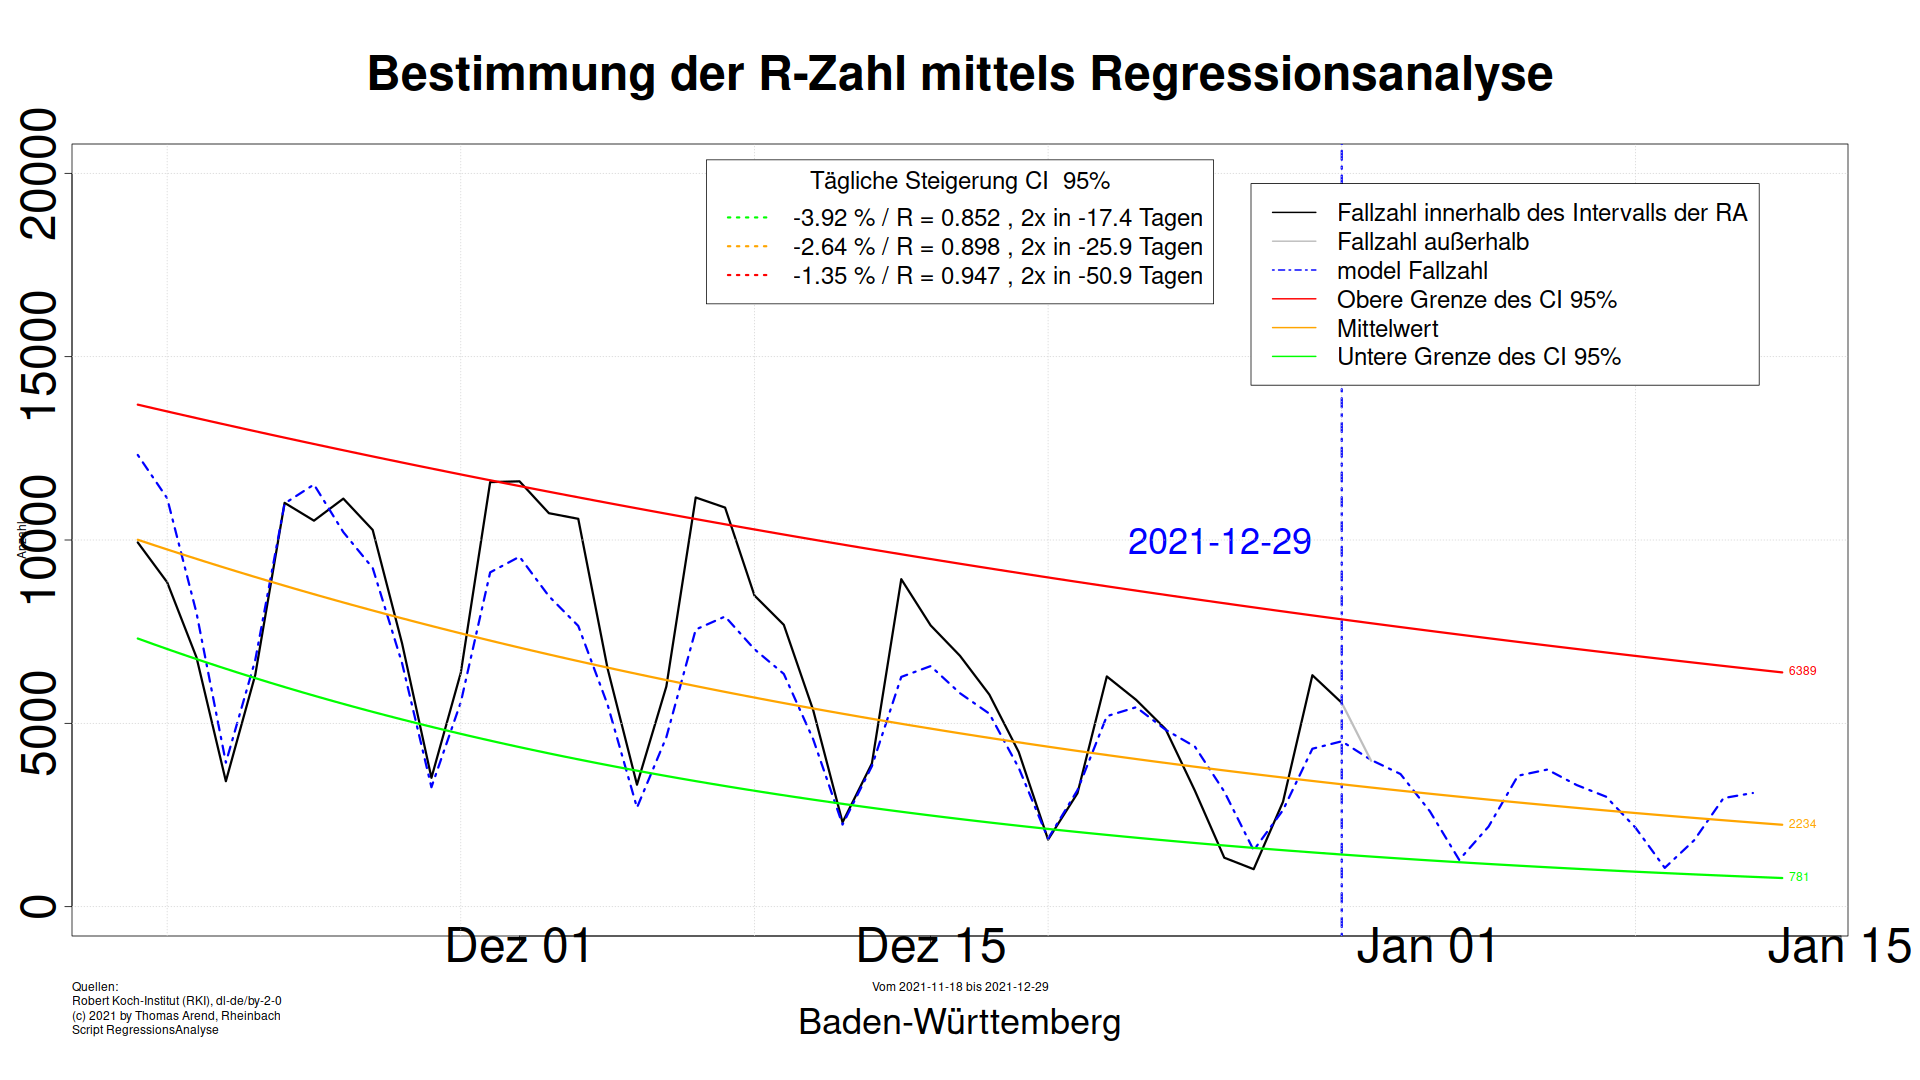 Bestimmung der R-Zahl mittels Regressionsanalyse
Anzahl
20000
15000
10000
5000
0
Tägliche Steigerung CI 95%
-3.92 % / R = 0.852 , 2x in -17.4 Tagen
-2.64 % / R = 0.898 , 2x in -25.9 Tagen
-1.35 % / R = 0.947 , 2x in -50.9 Tagen
Fallzahl innerhalb des Intervalls der RA
Fallzahl außerhalb
model Fallzahl
Obere Grenze des CI 95%
Mittelwert
Untere Grenze des CI 95%
2021-12-29
6389
2234
781
Dez 01 Dez 15 Jan 01 Jan 15
Quellen:
Robert Koch-Institut (RKI), dl-de/by-2-0
(c) 2021 by Thomas Arend, Rheinbach
Script RegressionsAnalyse
Vom 2021-11-18 bis 2021-12-29
Baden-Württemberg